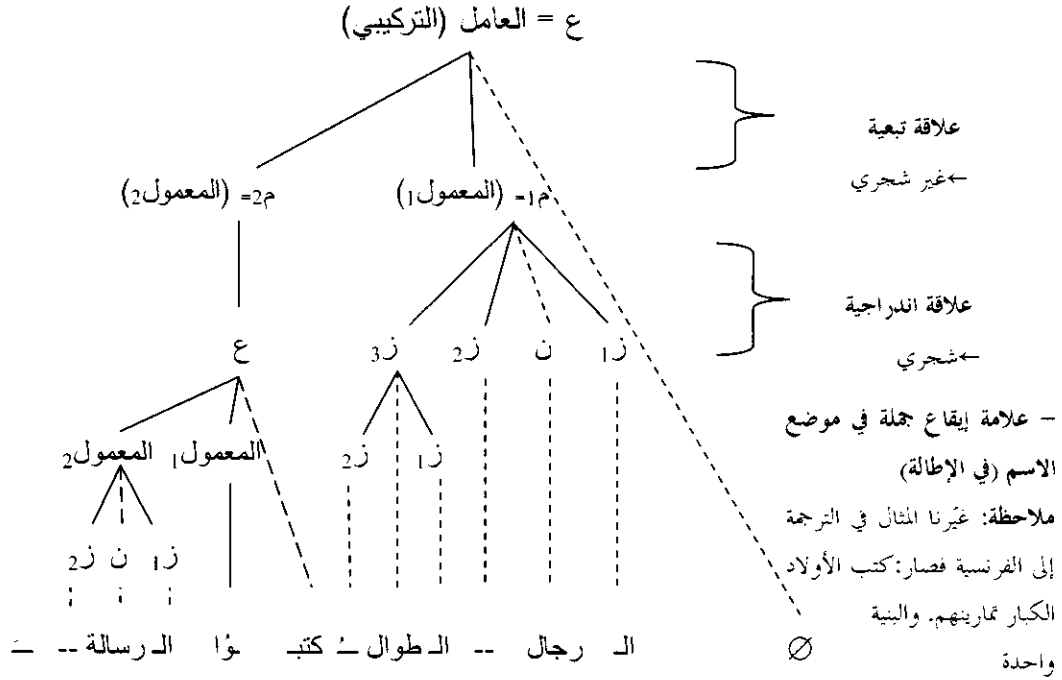 ع = العامل (التركيبي)
علاقة تبعية
←غير شجري
م1= (المعمول1) م2= (المعمول2)
علاقة اندراجية
←شجري
ز1 ن ز2 ز3 ع
– علامة إيقاع جملة في موضع
الاسم (في الإطالة)
ز1 ز2 المعمول1 المعمول2
ملاحظة: غيّرنا المثال في الترجمة
إلى الفرنسية فصار: كتب الأولاد
الكبار تمارينهم. والبنية
واحدة
ز1 ن ز2
∅ الـ رجال -- الـ طوال ـُ كتبـ ـوُا الـ رسالة -- ـَ